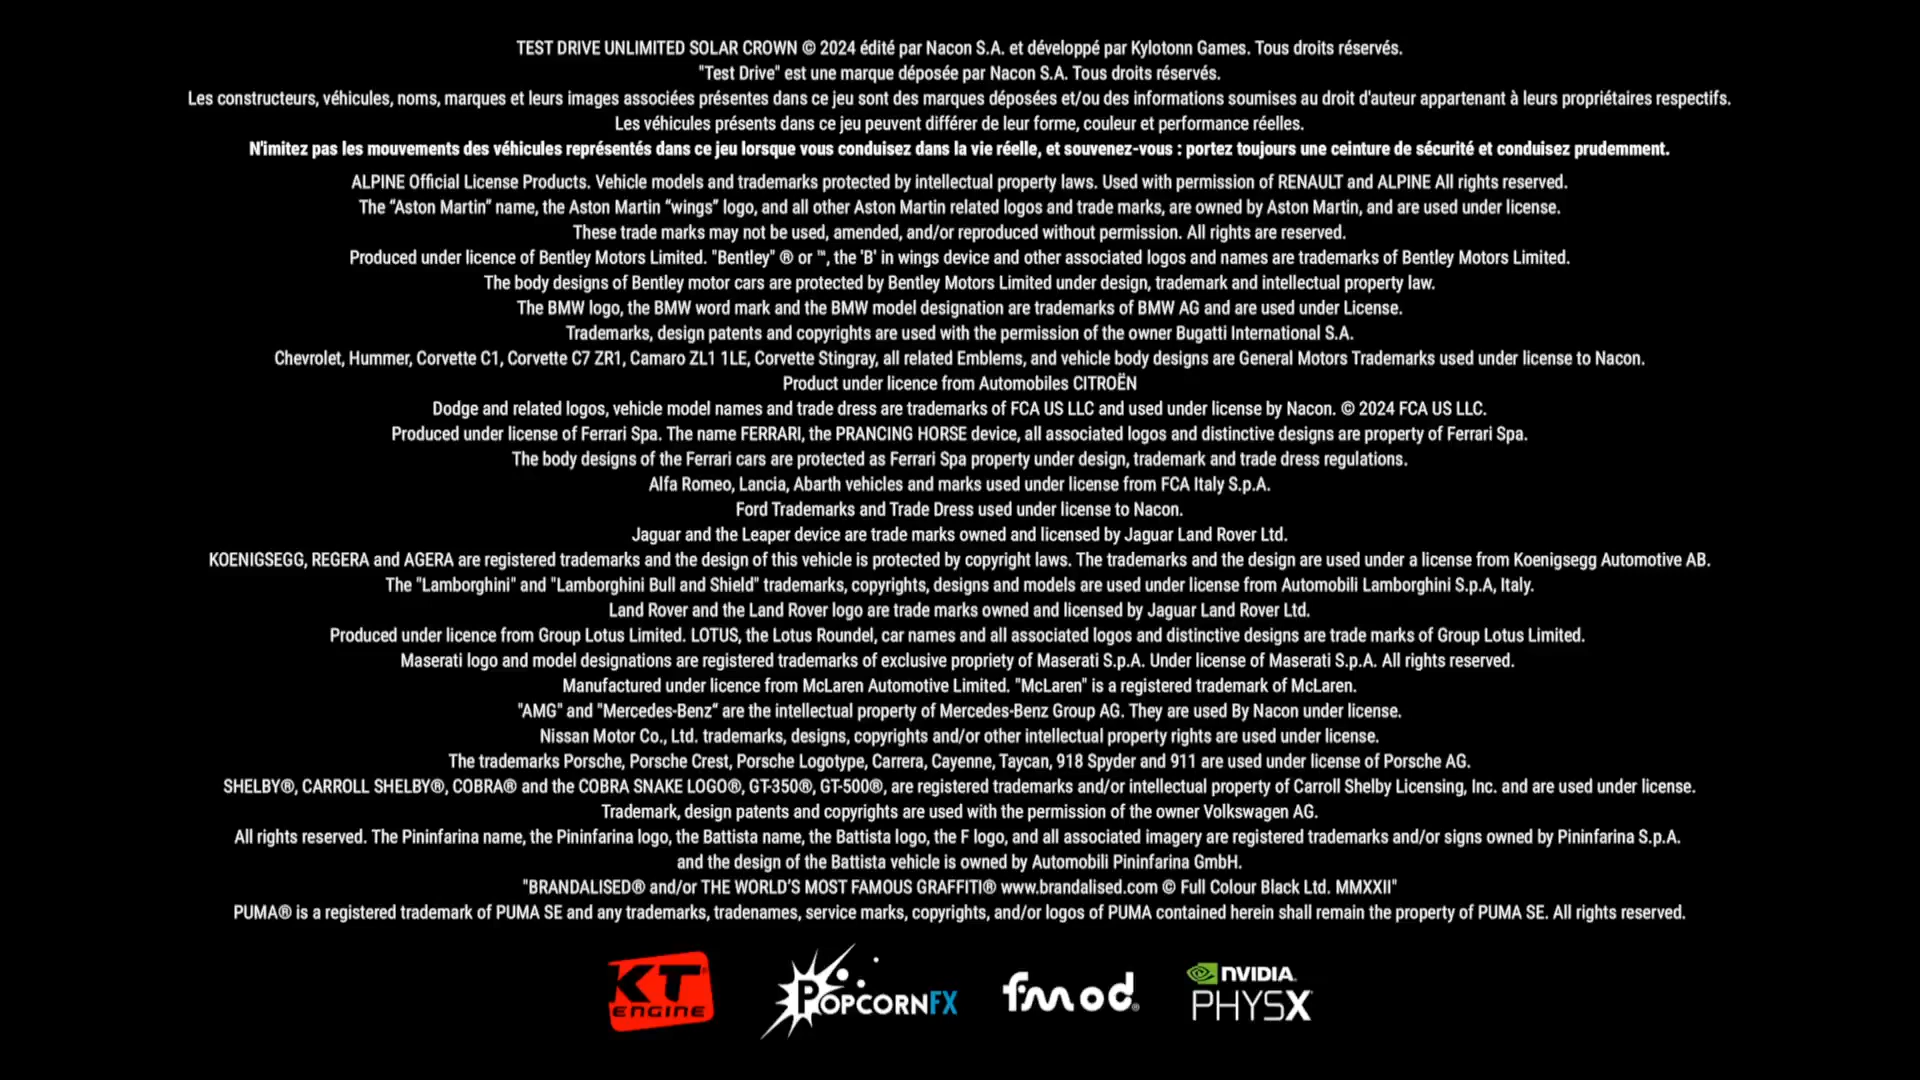 TEST DRIVE UNLIMITED SOLAR CROWN © 2024 édité par Nacon S.A. et développé par Kylotonn Games. Tous droits réservés.
"Test Drive" est une marque déposée par Nacon S.A. Tous droits réservés.
Les constructeurs, véhicules, noms, marques et leurs images associées présentes dans ce jeu sont des marques déposées et/ou des informations soumises au droit d'auteur appartenant à leurs propriétaires respectifs.
Les véhicules présents dans ce jeu peuvent différer de leur forme, couleur et performance réelles.
N'imitez pas les mouvements des véhicules représentés dans ce jeu lorsque vous conduisez dans la vie réelle, et souvenez-vous : portez toujours une ceinture de sécurité et conduisez prudemment.
ALPINE Official License Products. Vehicle models and trademarks protected by intellectual property laws. Used with permission of RENAULT and ALPINE All rights reserved.
The “Aston Martin” name, the Aston Martin “wings” logo, and all other Aston Martin related logos and trade marks, are owned by Aston Martin, and are used under license.
These trade marks may not be used, amended, and/or reproduced without permission. All rights are reserved.
Produced under licence of Bentley Motors Limited. "Bentley" ® or ™, the 'B' in wings device and other associated logos and names are trademarks of Bentley Motors Limited.
The body designs of Bentley motor cars are protected by Bentley Motors Limited under design, trademark and intellectual property law.
The BMW logo, the BMW word mark and the BMW model designation are trademarks of BMW AG and are used under License.
Trademarks, design patents and copyrights are used with the permission of the owner Bugatti International S.A.
Chevrolet, Hummer, Corvette C1, Corvette C7 ZR1, Camaro ZL1 1LE, Corvette Stingray, all related Emblems, and vehicle body designs are General Motors Trademarks used under license to Nacon.
Product under licence from Automobiles CITROËN
Dodge and related logos, vehicle model names and trade dress are trademarks of FCA US LLC and used under license by Nacon. © 2024 FCA US LLC.
Produced under license of Ferrari Spa. The name FERRARI, the PRANCING HORSE device, all associated logos and distinctive designs are property of Ferrari Spa.
The body designs of the Ferrari cars are protected as Ferrari Spa property under design, trademark and trade dress regulations.
Alfa Romeo, Lancia, Abarth vehicles and marks used under license from FCA Italy S.p.A.
Ford Trademarks and Trade Dress used under license to Nacon.
Jaguar and the Leaper device are trade marks owned and licensed by Jaguar Land Rover Ltd.
KOENIGSEGG, REGERA and AGERA are registered trademarks and the design of this vehicle is protected by copyright laws. The trademarks and the design are used under a license from Koenigsegg Automotive AB.
The "Lamborghini" and "Lamborghini Bull and Shield" trademarks, copyrights, designs and models are used under license from Automobili Lamborghini S.p.A, Italy.
Land Rover and the Land Rover logo are trade marks owned and licensed by Jaguar Land Rover Ltd.
Produced under licence from Group Lotus Limited. LOTUS, the Lotus Roundel, car names and all associated logos and distinctive designs are trade marks of Group Lotus Limited.
Maserati logo and model designations are registered trademarks of exclusive propriety of Maserati S.p.A. Under license of Maserati S.p.A. All rights reserved.
Manufactured under licence from McLaren Automotive Limited. "McLaren" is a registered trademark of McLaren.
"AMG" and "Mercedes-Benz“ are the intellectual property of Mercedes-Benz Group AG. They are used By Nacon under license.
Nissan Motor Co., Ltd. trademarks, designs, copyrights and/or other intellectual property rights are used under license.
The trademarks Porsche, Porsche Crest, Porsche Logotype, Carrera, Cayenne, Taycan, 918 Spyder and 911 are used under license of Porsche AG.
SHELBY®, CARROLL SHELBY®, COBRA® and the COBRA SNAKE LOGO®, GT-350®, GT-500®, are registered trademarks and/or intellectual property of Carroll Shelby Licensing, Inc. and are used under license.
Trademark, design patents and copyrights are used with the permission of the owner Volkswagen AG.
All rights reserved. The Pininfarina name, the Pininfarina logo, the Battista name, the Battista logo, the F logo, and all associated imagery are registered trademarks and/or signs owned by Pininfarina S.p.A.
and the design of the Battista vehicle is owned by Automobili Pininfarina GmbH.
"BRANDALISED® and/or THE WORLD’S MOST FAMOUS GRAFFITI® www.brandalised.com © Full Colour Black Ltd. MMXXII"
PUMA® is a registered trademark of PUMA SE and any trademarks, tradenames, service marks, copyrights, and/or logos of PUMA contained herein shall remain the property of PUMA SE. All rights reserved.
KT ENGINE
POPCORNFX
fmod®
NVIDIA.
PHYSX